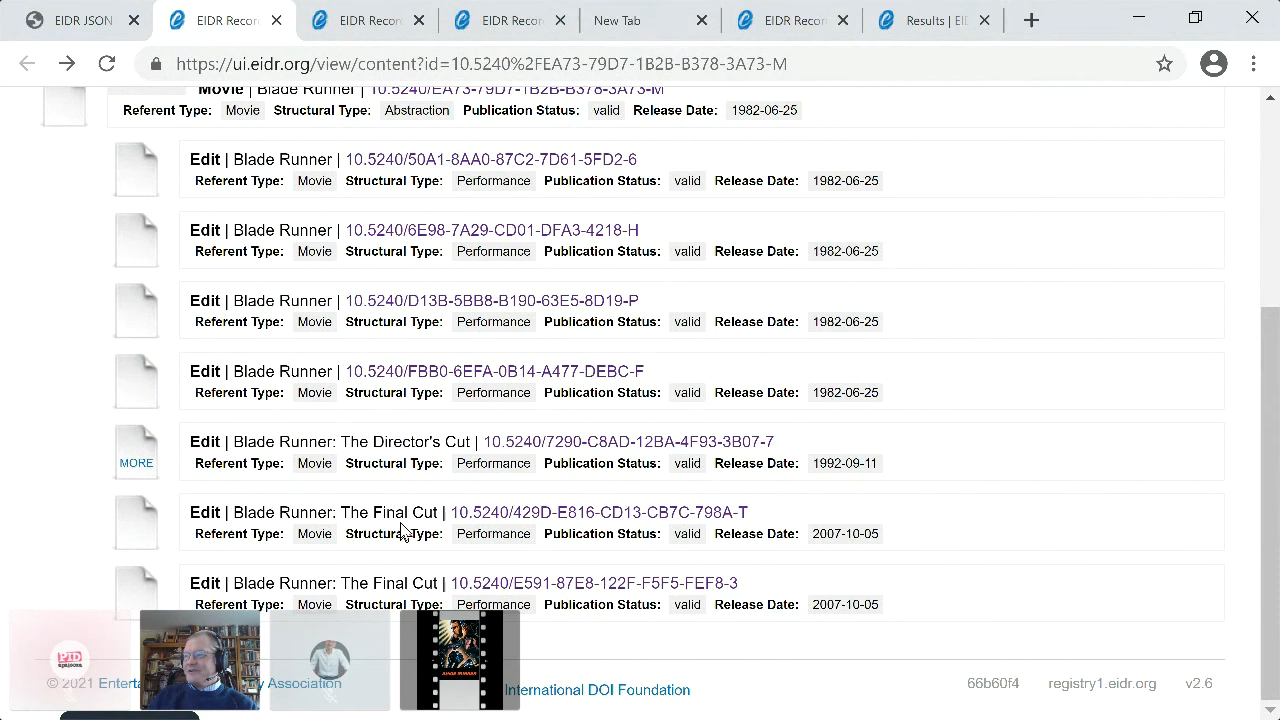 EIDR JSON
EIDR Recor
EIDR Recor
EIDR Recor
New Tab
EIDR Recor
Results | EI
https://ui.eidr.org/view/content?id=10.5240%2FEA73-79D7-1B2B-B378-3A73-M
Movie | Blade Runner | 10.5240/EA73-79D7-1B2B-B378-3A73-M
Referent Type: Movie Structural Type: Abstraction Publication Status: valid Release Date: 1982-06-25
Edit | Blade Runner | 10.5240/50A1-8AA0-87C2-7D61-5FD2-6
Referent Type: Movie Structural Type: Performance Publication Status: valid Release Date: 1982-06-25
Edit | Blade Runner | 10.5240/6E98-7A29-CD01-DFA3-4218-H
Referent Type: Movie Structural Type: Performance Publication Status: valid Release Date: 1982-06-25
Edit | Blade Runner | 10.5240/D13B-5BB8-B190-63E5-8D19-P
Referent Type: Movie Structural Type: Performance Publication Status: valid Release Date: 1982-06-25
Edit | Blade Runner | 10.5240/FBB0-6EFA-0B14-A477-DEBC-F
Referent Type: Movie Structural Type: Performance Publication Status: valid Release Date: 1982-06-25
Edit | Blade Runner: The Director's Cut | 10.5240/7290-C8AD-12BA-4F93-3B07-7
MORE
Referent Type: Movie Structural Type: Performance Publication Status: valid Release Date: 1992-09-11
Edit | Blade Runner: The Final Cut | 10.5240/429D-E816-CD13-CB7C-798A-T
Referent Type: Movie Structural Type: Performance Publication Status: valid Release Date: 2007-10-05
Edit | Blade Runner: The Final Cut | 10.5240/E591-87E8-122F-F5F5-FEF8-3
Referent Type: Movie Structural Type: Performance Publication Status: valid Release Date: 2007-10-05
PID
apalooza
BLADE RUNNER
© 2021 Enterta
y Association
International DOI Foundation
66b60f4
registry1.eidr.org
v2.6